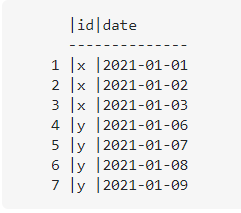 |id|date
--------------
1 |x |2021-01-01
2 |x |2021-01-02
3 |x |2021-01-03
4 |y |2021-01-06
5 |y |2021-01-07
6 |y |2021-01-08
7 |y |2021-01-09